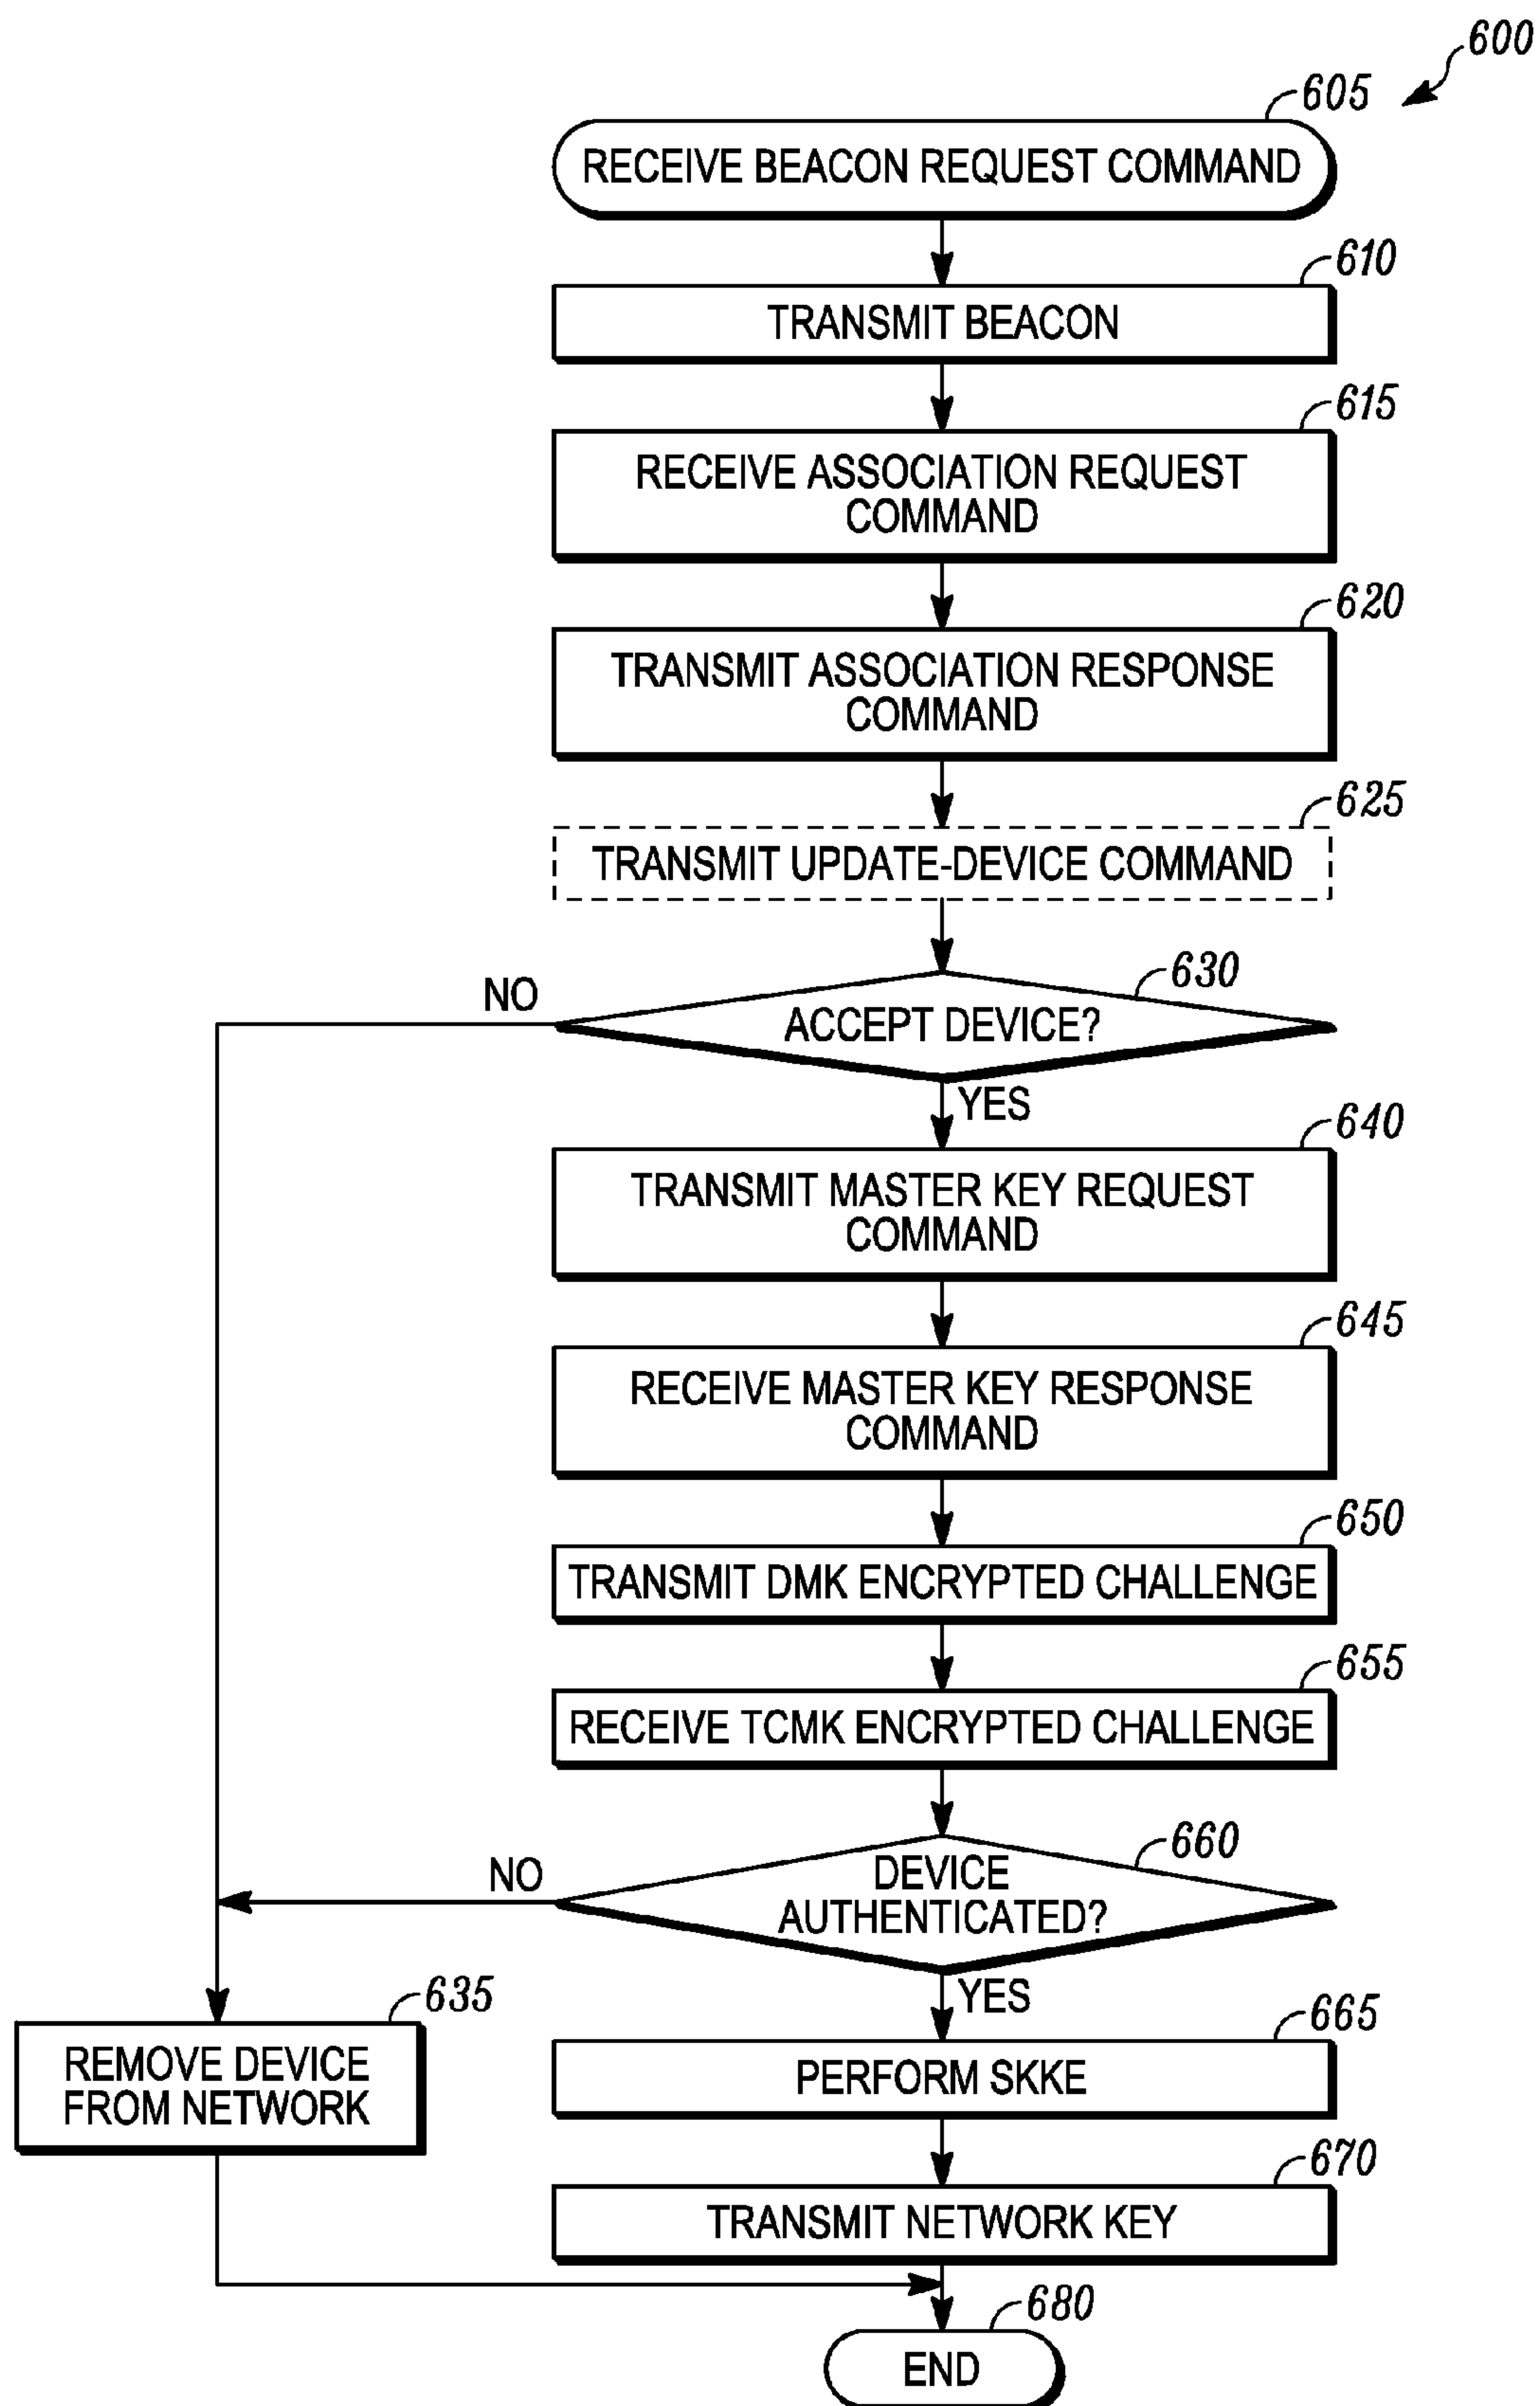 600
605
RECEIVE BEACON REQUEST COMMAND
610
TRANSMIT BEACON
615
RECEIVE ASSOCIATION REQUEST
COMMAND
620
TRANSMIT ASSOCIATION RESPONSE
COMMAND
625
TRANSMIT UPDATE-DEVICE COMMAND
630
NO
ACCEPT DEVICE?
YES
640
TRANSMIT MASTER KEY REQUEST
COMMAND
645
RECEIVE MASTER KEY RESPONSE
COMMAND
650
TRANSMIT DMK ENCRYPTED CHALLENGE
655
RECEIVE TCMK ENCRYPTED CHALLENGE
660
NO
DEVICE
AUTHENTICATED?
YES
635
REMOVE DEVICE
FROM NETWORK
665
PERFORM SKKE
670
TRANSMIT NETWORK KEY
680
END